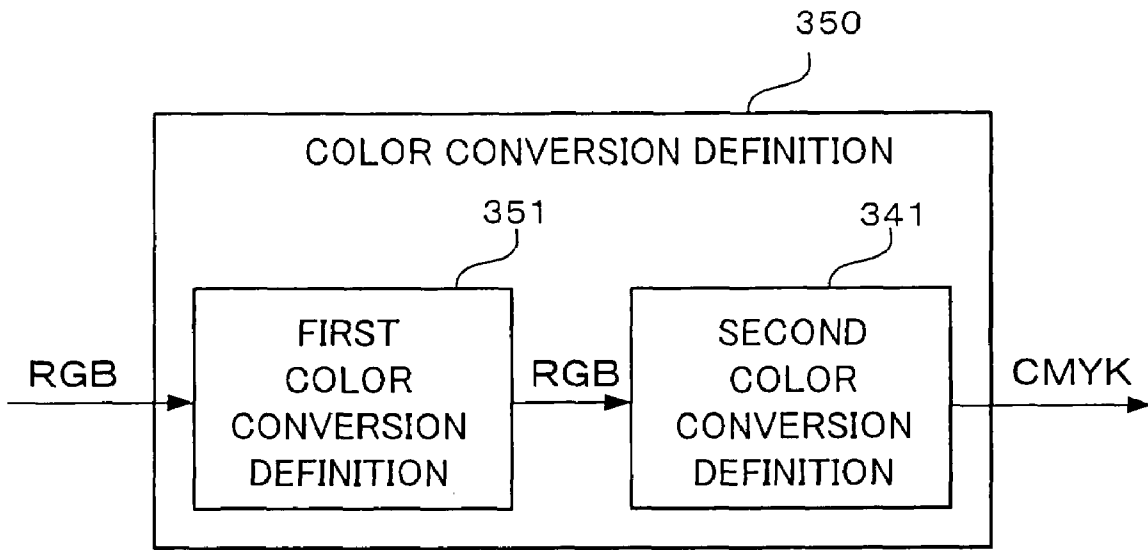 350
COLOR CONVERSION DEFINITION
351
341
RGB
FIRST
COLOR
CONVERSION
DEFINITION
RGB
SECOND
COLOR
CONVERSION
DEFINITION
CMYK